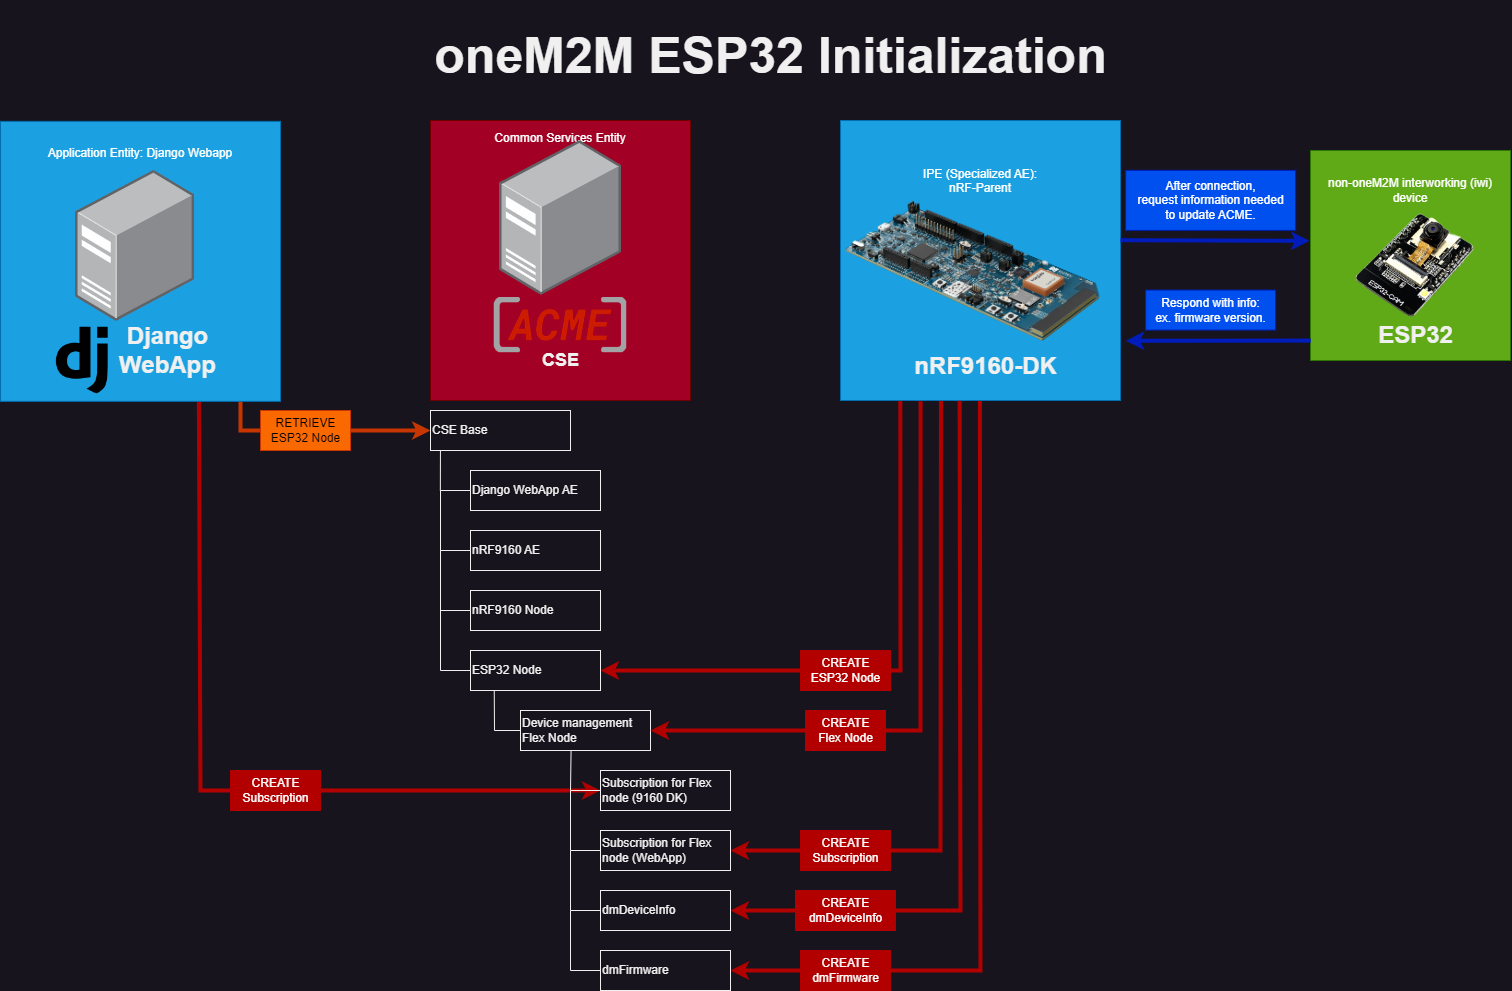 oneM2M ESP32 Initialization
Application Entity: Django Webapp
dj
Django
WebApp
Common Services Entity
ACME
CSE
IPE (Specialized AE):
nRF-Parent
nRF9160-DK
After connection,
request information needed
to update ACME.
Respond with info:
ex. firmware version.
non-oneM2M interworking (iwi)
device
ESP32-CAM
ESP32
RETRIEVE
ESP32 Node
CSE Base
Django WebApp AE
nRF9160 AE
nRF9160 Node
ESP32 Node
CREATE
ESP32 Node
Device management
Flex Node
CREATE
Flex Node
CREATE
Subscription
Subscription for Flex
node (9160 DK)
Subscription for Flex
node (WebApp)
CREATE
Subscription
dmDeviceInfo
CREATE
dmDeviceInfo
dmFirmware
CREATE
dmFirmware